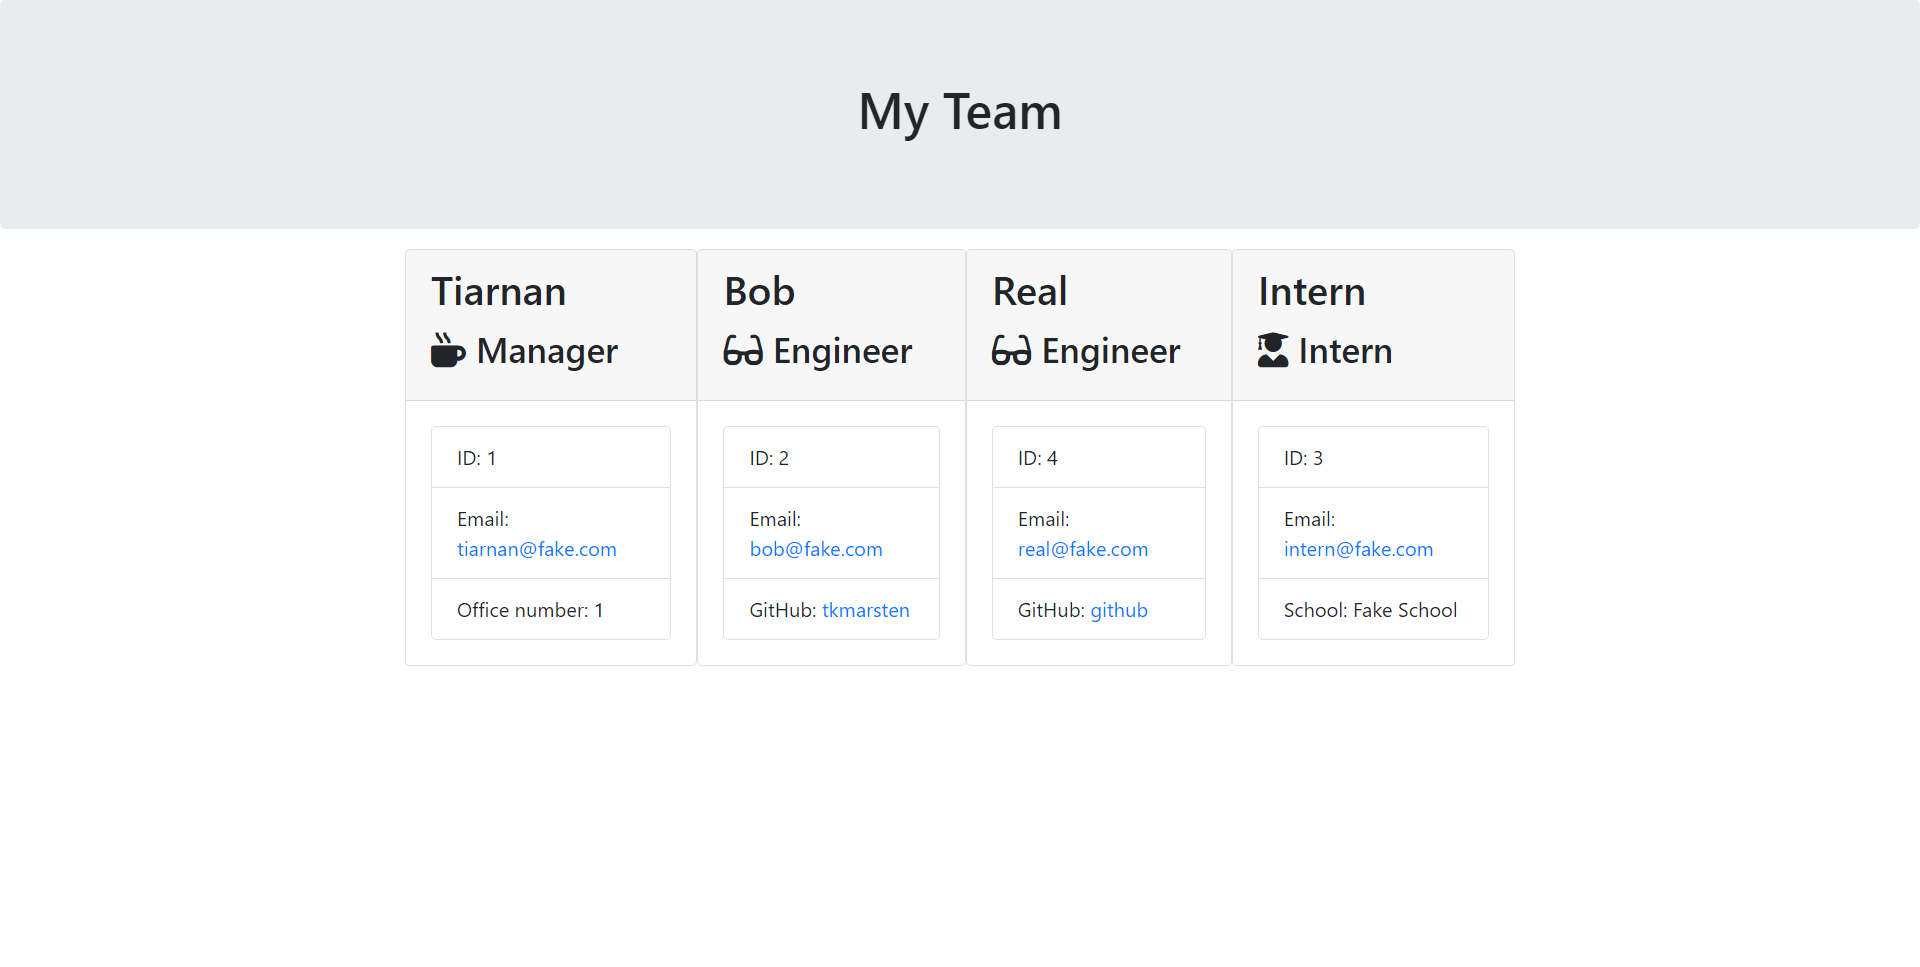 My Team
Tiarnan
Manager
ID: 1
Email:
tiarnan@fake.com
Office number: 1
Bob
Engineer
ID: 2
Email:
bob@fake.com
GitHub: tkmarsten
Real
Engineer
ID: 4
Email:
real@fake.com
GitHub: github
Intern
Intern
ID: 3
Email:
intern@fake.com
School: Fake School